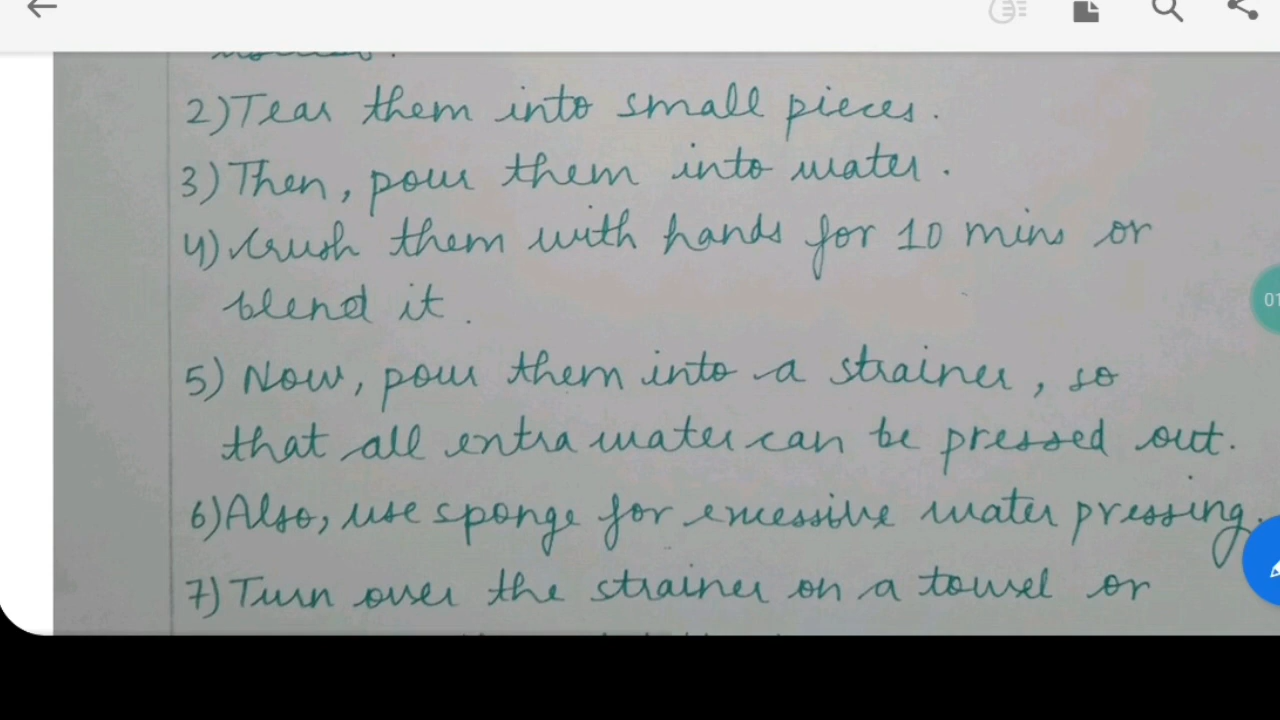 2) Tear them into small pieces.
3) Then, pour them into water.
4) Crush them with hands for 10 mins or
blend it.
5) Now, pour them into a strainer, so
that all extra water can be pressed out.
6) Also, use sponge for excessive water pressing.
7) Turn over the strainer on a towel or
01